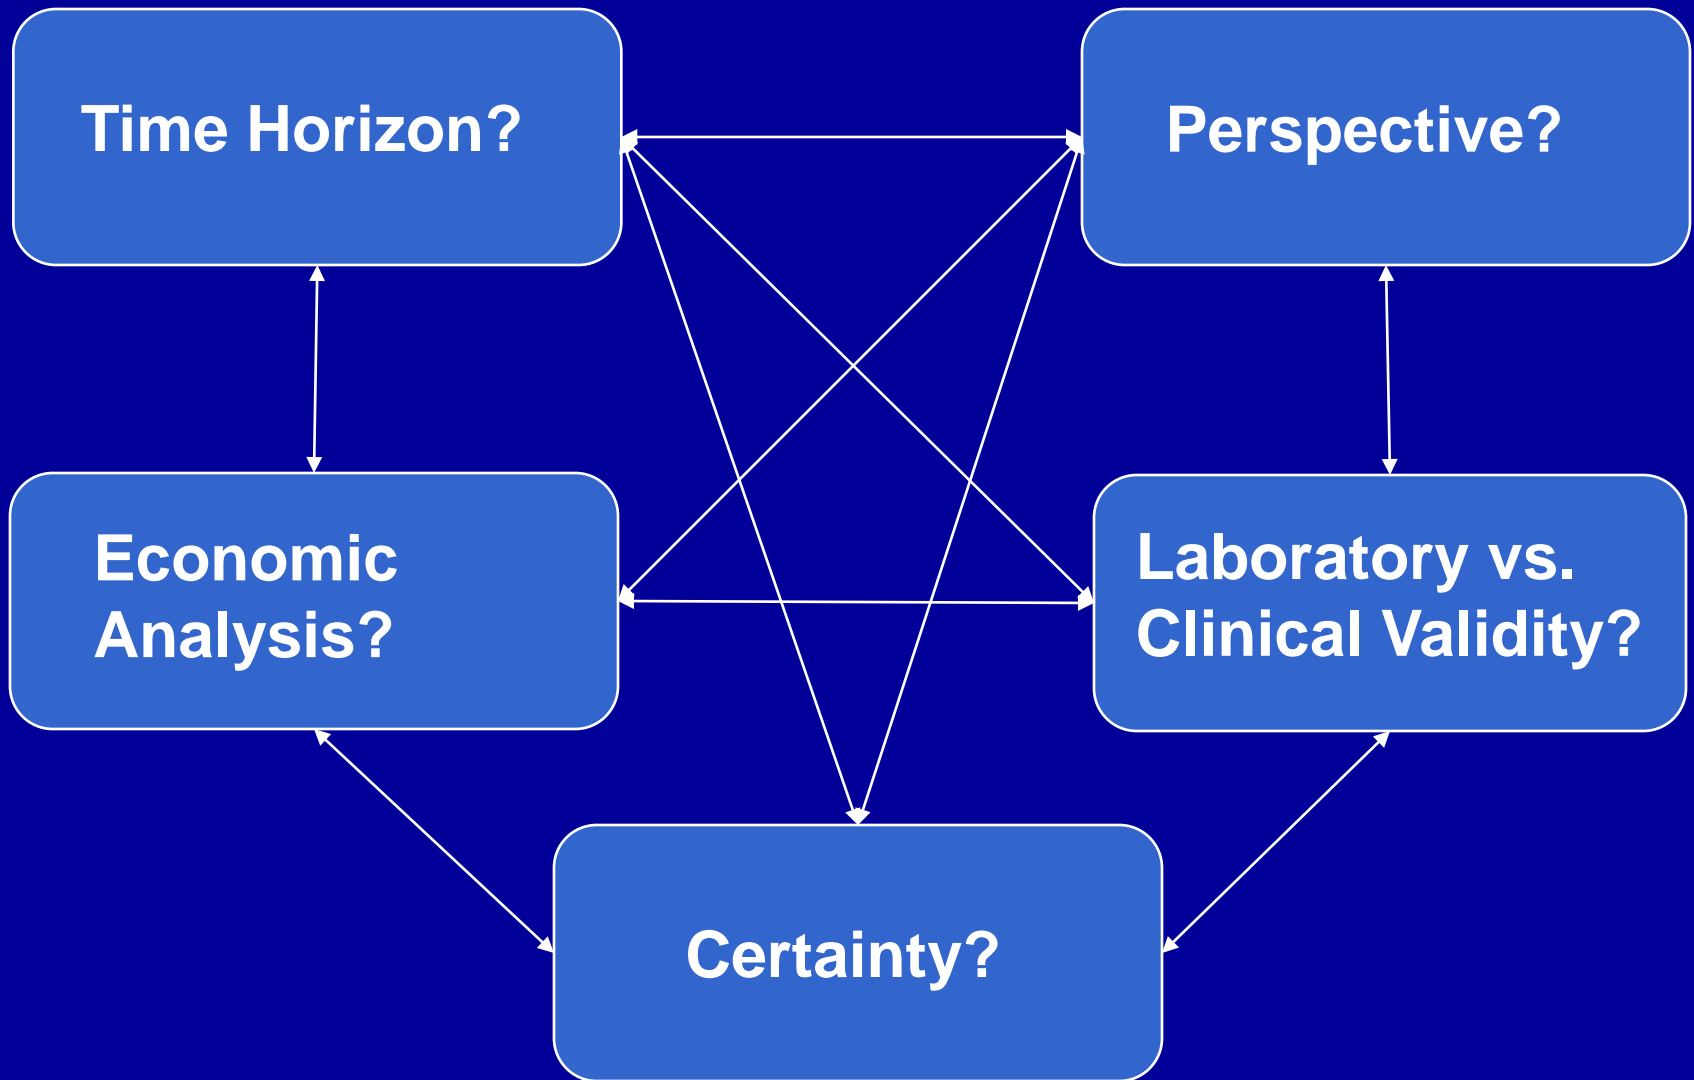 Time Horizon?
Perspective?
Economic
Analysis?
Laboratory vs.
Clinical Validity?
Certainty?